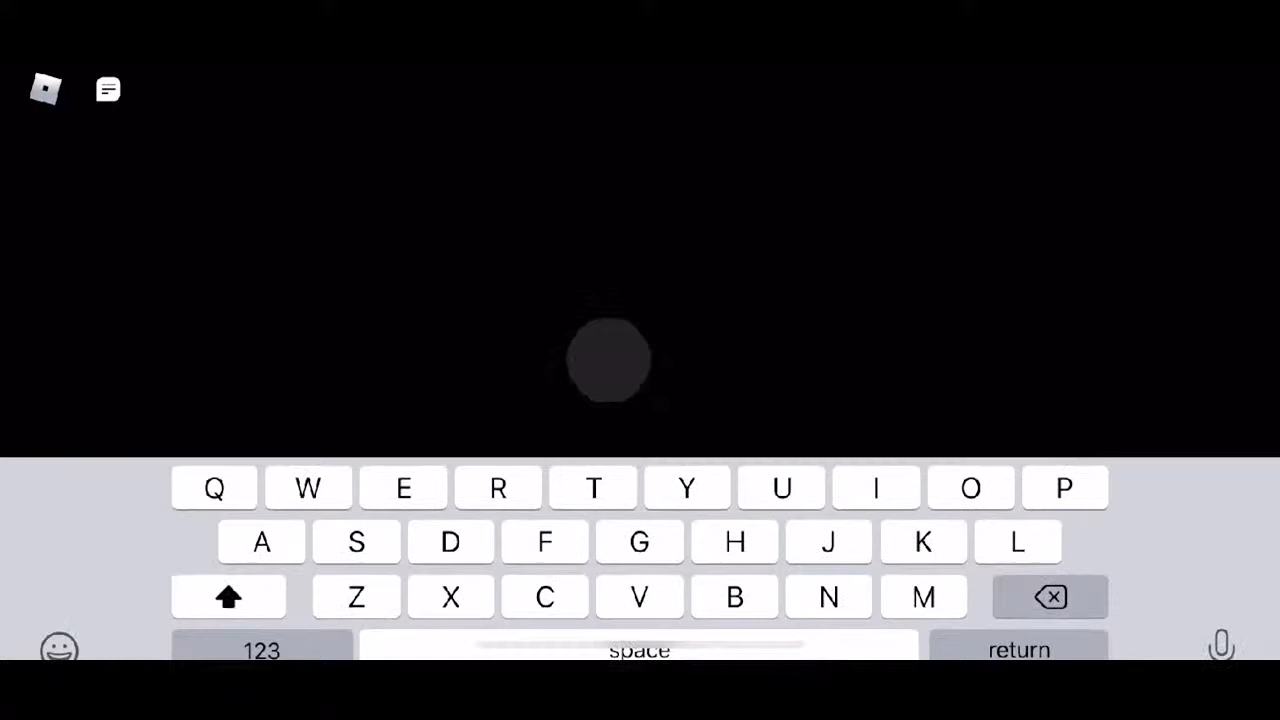 Q W E R T Y U I O P
A S D F G H J K L
Z X C V B N M
123 space return